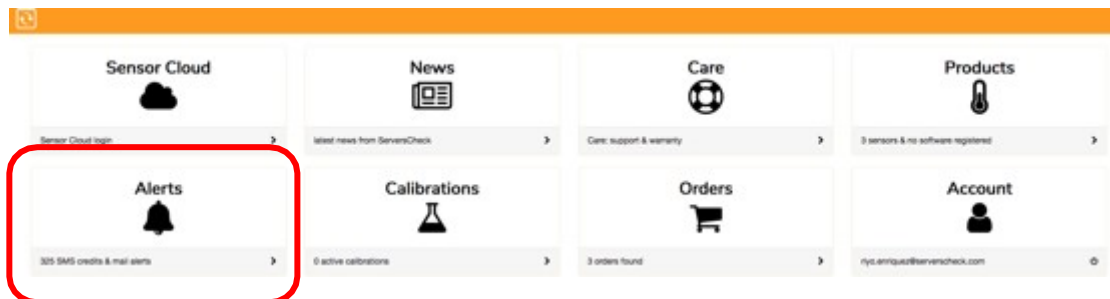 Sensor Cloud
Sensor Cloud login
News
latest news from ServersCheck
Care
Care: support & warranty
Products
3 sensors & no software registered
Alerts
325 SMS credits & mail alerts
Calibrations
0 active calibrations
Orders
3 orders found
Account
nyo.enriquez@serverscheck.com